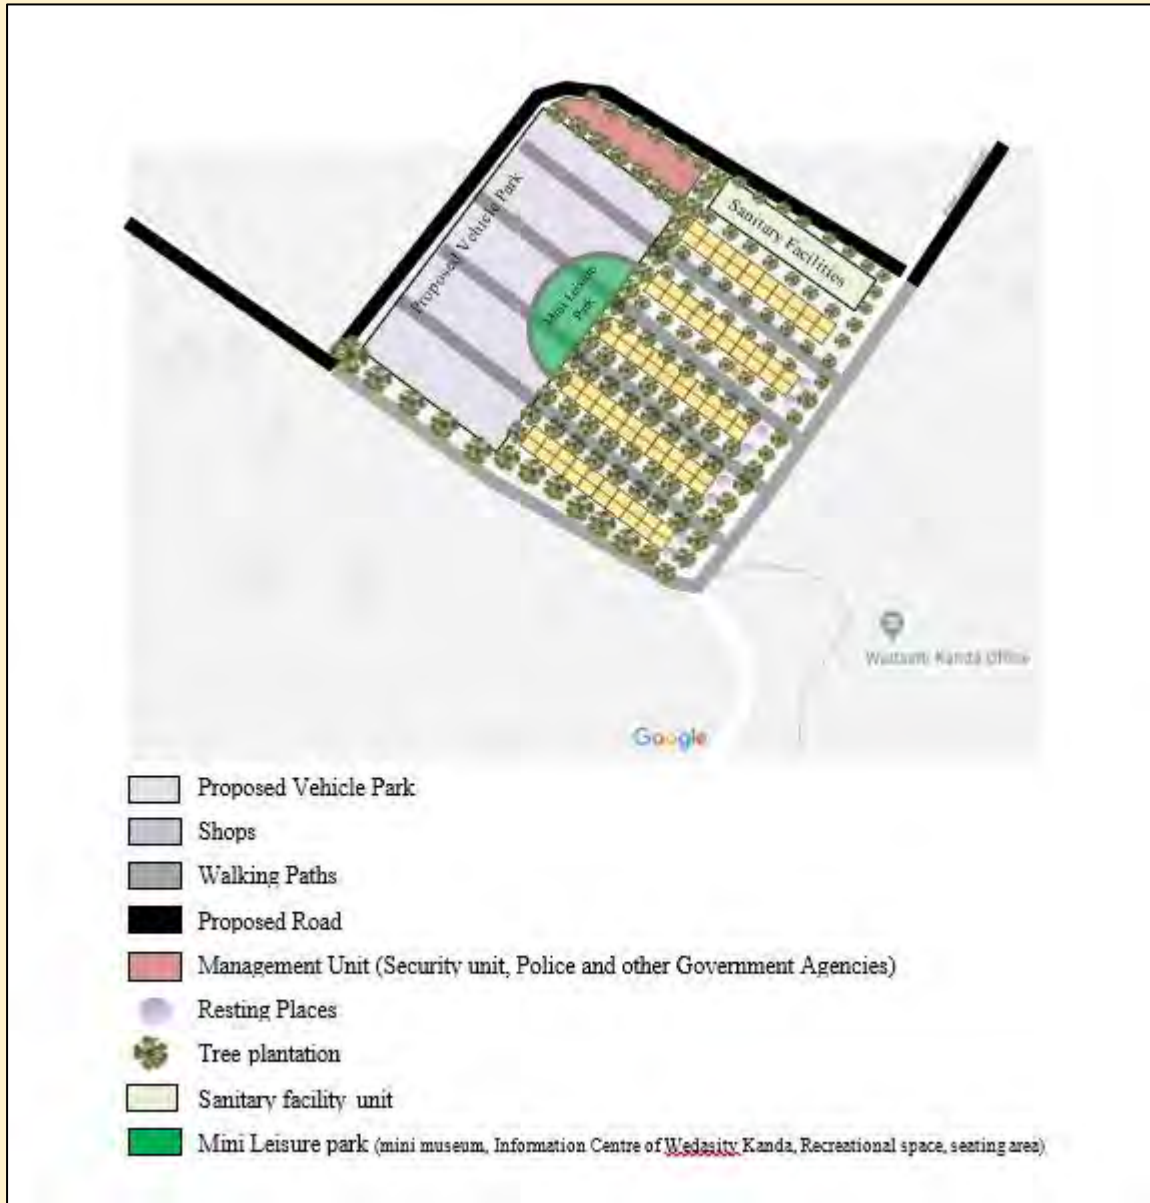 Proposed Vehicle Park
Sanitary Facilities
Mini Leisure
Park
Kanda Office
Google
Proposed Vehicle Park
Shops
Walking Paths
Proposed Road
Management Unit (Security unit, Police and other Government Agencies)
Resting Places
Tree plantation
Sanitary facility unit
Mini Leisure park (mini museum, Information Centre of Wedasity Kanda, Recreational space, seating area)